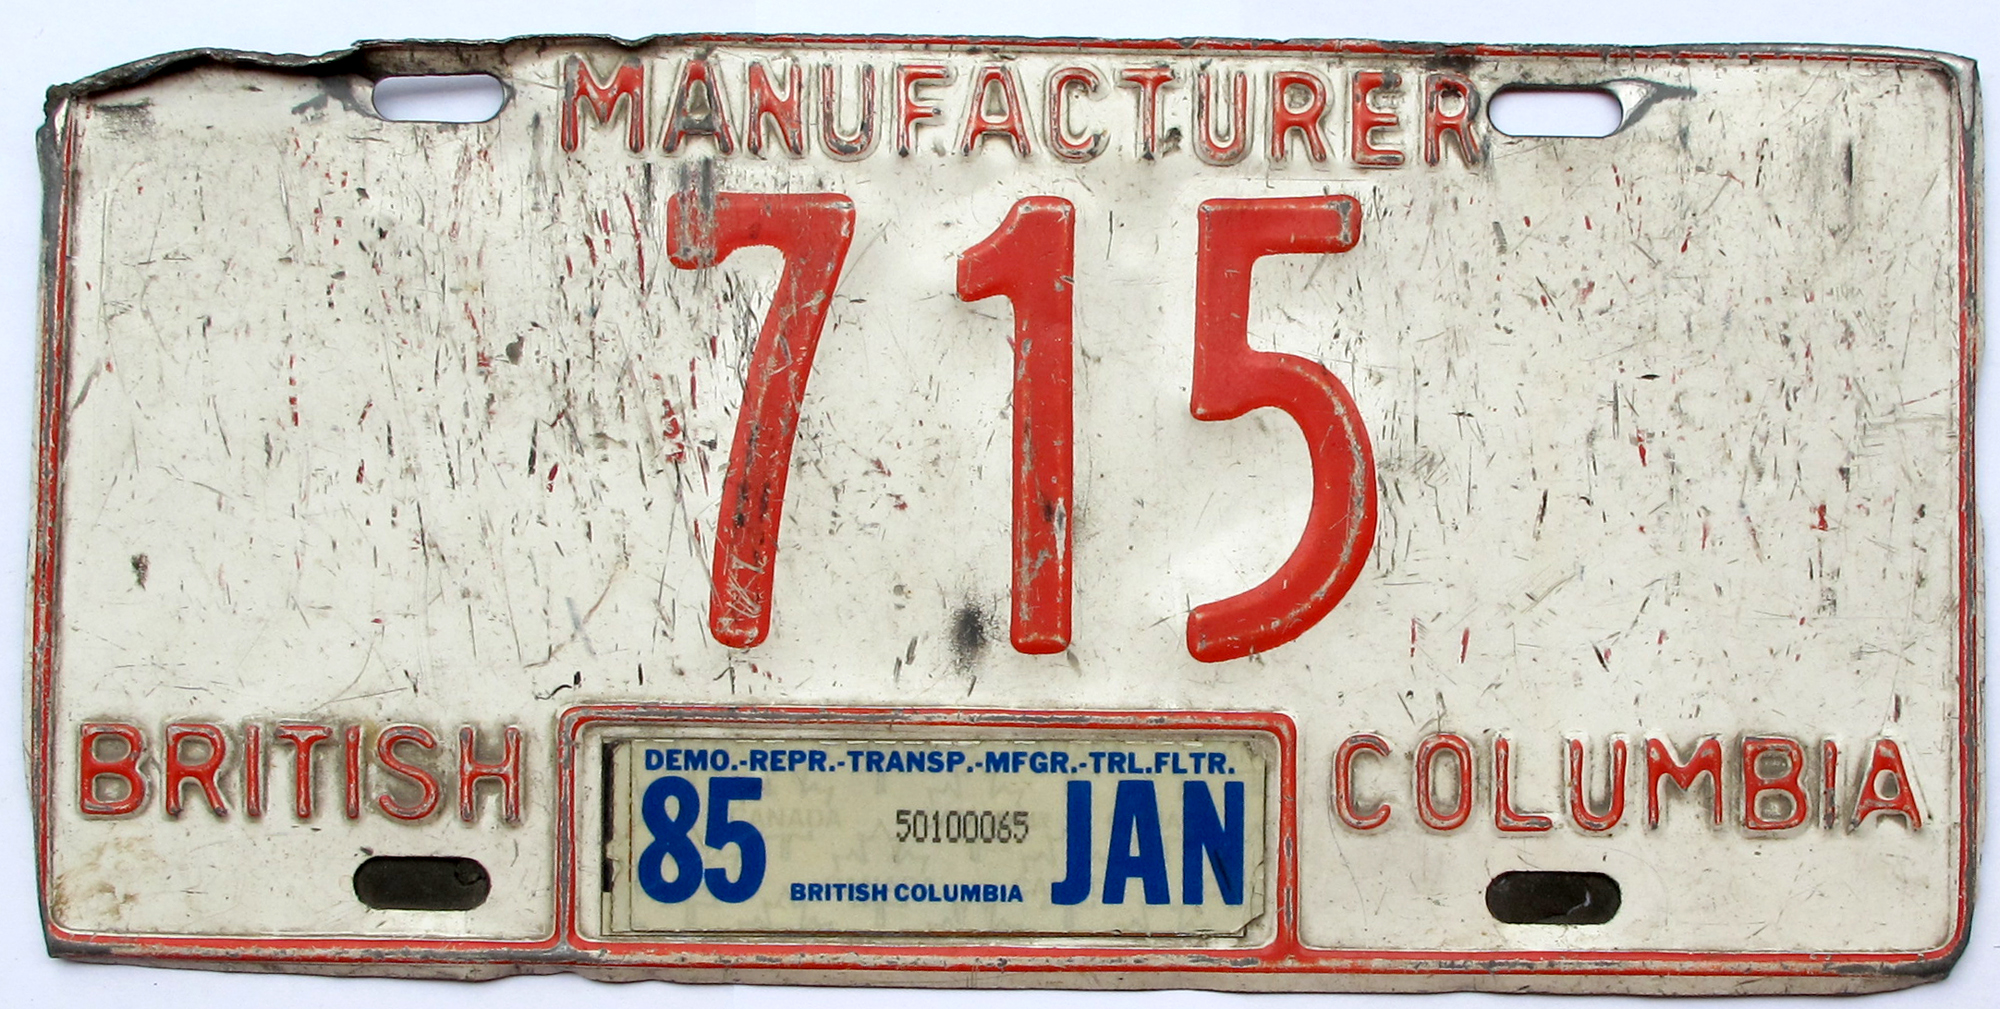 MANUFACTURER
715
BRITISH COLUMBIA
DEMO.-REPR.-TRANSP.-MFGR.-TRL.FLTR.
85 50100065 JAN
BRITISH COLUMBIA